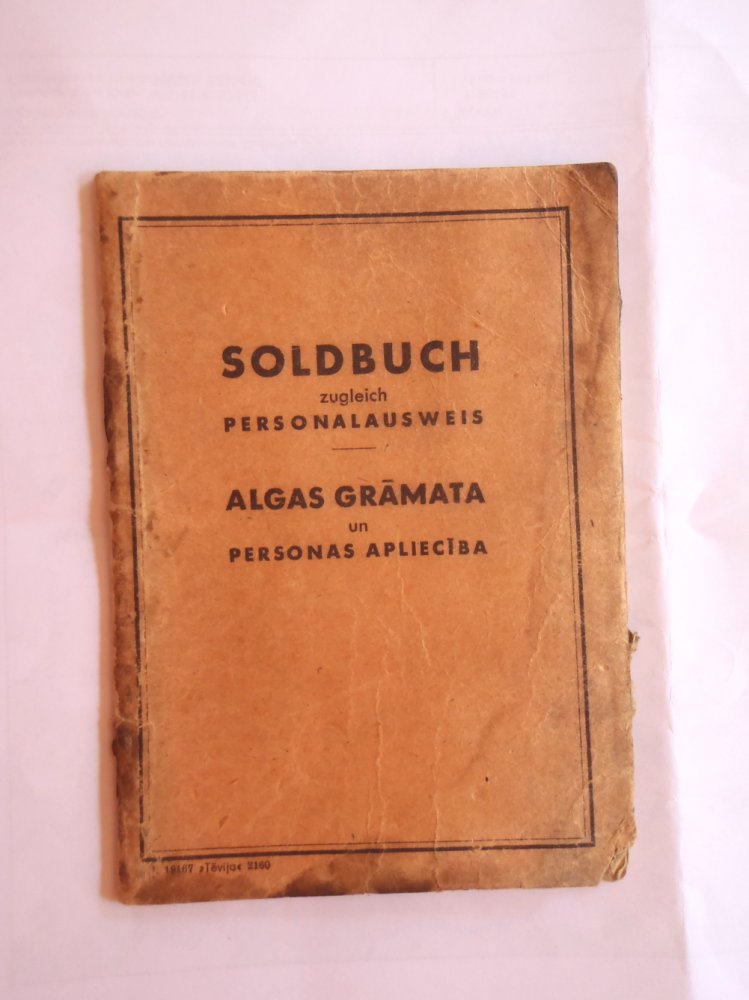 SOLDBUCH
zugleich
PERSONALAUSWEIS
ALGAS GRĀMATA
un
PERSONAS APLIECĪBA
19167 »Tēvija« 2160